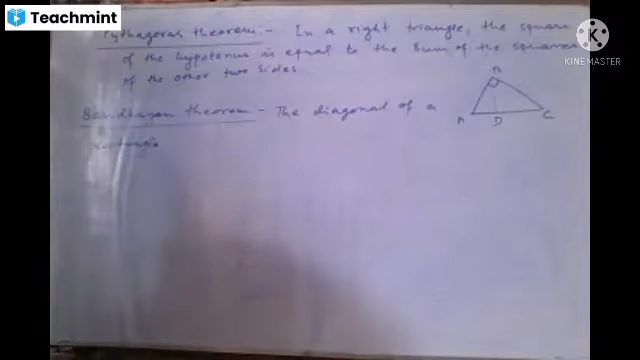 Teachmint
KINEMASTER
Pythagoras theorem :- In a right triangle, the square
of the hypotenus is equal to the sum of the squares
of the other two sides.
B
A D C
Baudhayan theorem - The diagonal of a
rectangle